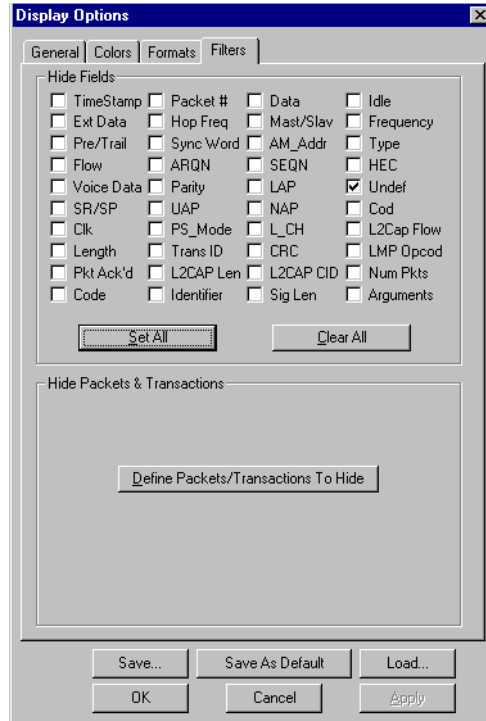 Display Options
General Colors Formats Filters
Hide Fields
TimeStamp Packet # Data Idle
Ext Data Hop Freq Mast/Slav Frequency
Pre/Trail Sync Word AM_Addr Type
Flow ARQN SEQN HEC
Voice Data Parity LAP Undef
SR/SP UAP NAP Cod
Clk PS_Mode L_CH L2Cap Flow
Length Trans ID CRC LMP Opcod
Pkt Ack'd L2CAP Len L2CAP CID Num Pkts
Code Identifier Sig Len Arguments
Set All Clear All
Hide Packets & Transactions
Define Packets/Transactions To Hide
Save... Save As Default Load...
OK Cancel Apply